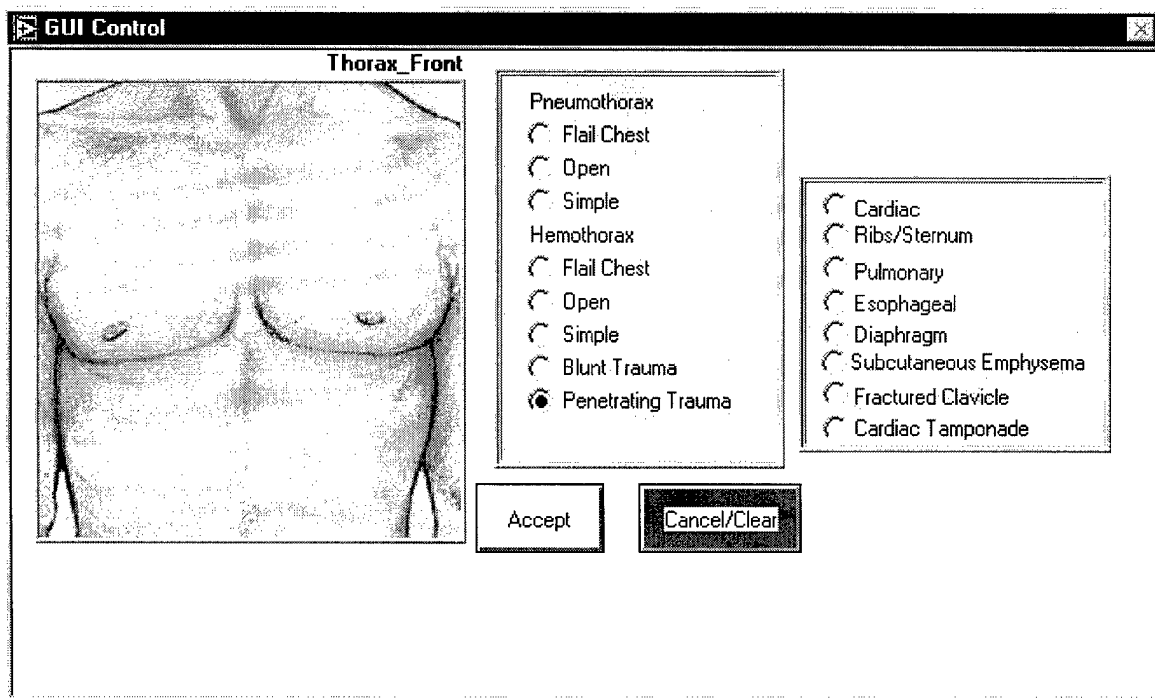 GUI Control
Thorax_Front
Pneumothorax
Flail Chest
Open
Simple
Hemothorax
Flail Chest
Open
Simple
Blunt Trauma
Penetrating Trauma
Cardiac
Ribs/Sternum
Pulmonary
Esophageal
Diaphragm
Subcutaneous Emphysema
Fractured Clavicle
Cardiac Tamponade
Accept
Cancel/Clear